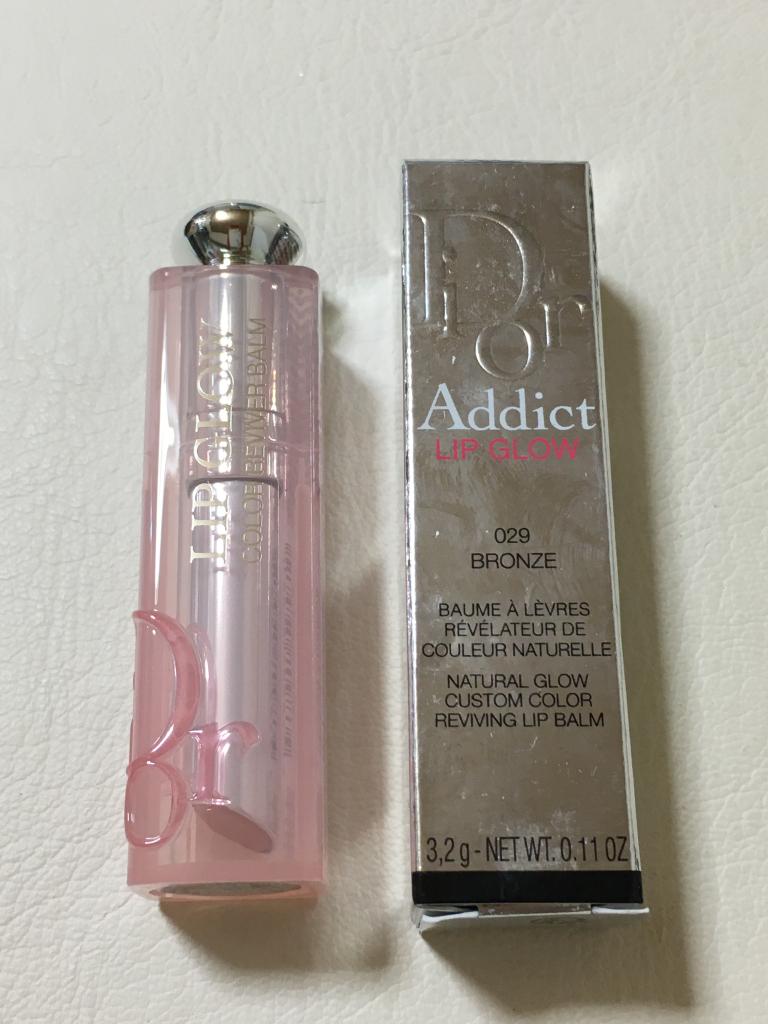 LIP GLOW
COLOR REVIVER BALM
Dior
Dior
Addict
LIP GLOW
029
BRONZE
BAUME À LÈVRES
RÉVÉLATEUR DE
COULEUR NATURELLE
NATURAL GLOW
CUSTOM COLOR
REVIVING LIP BALM
3,2 g - NET WT. 0.11 OZ